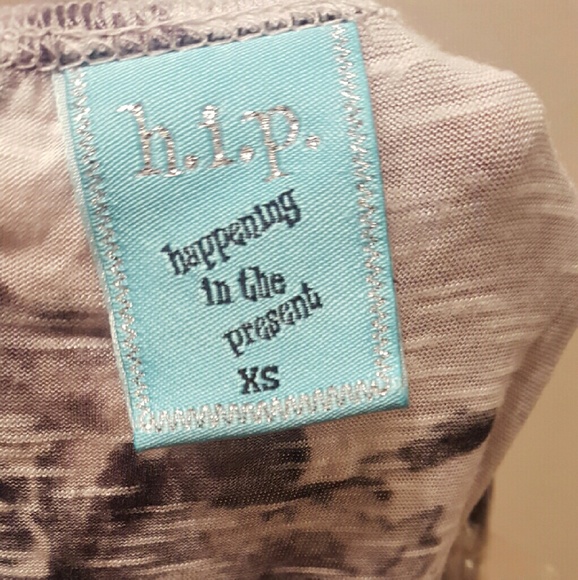 h.i.p.
happening
in the
present
XS